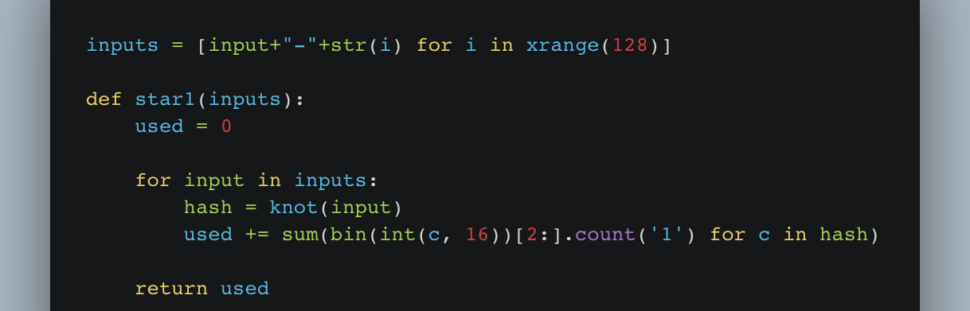 inputs = [input+"-"+str(i) for i in xrange(128)]
def star1(inputs):
    used = 0
    for input in inputs:
        hash = knot(input)
        used += sum(bin(int(c, 16))[2:].count('1') for c in hash)
    return used